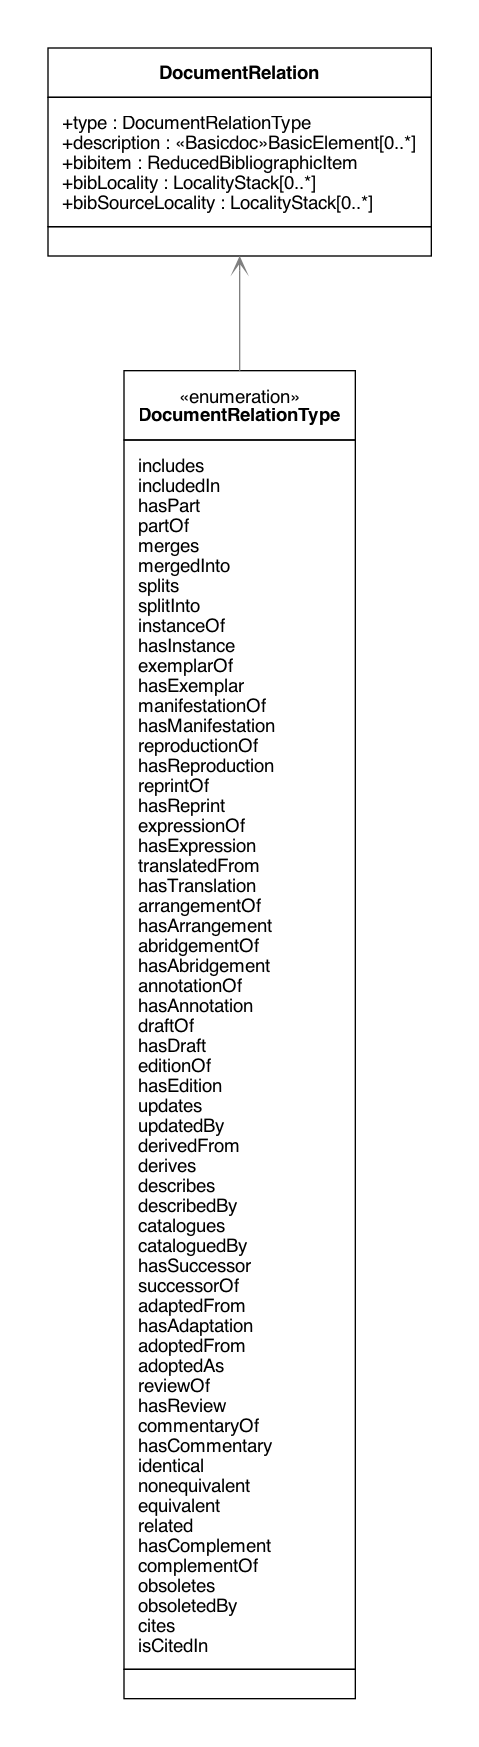 DocumentRelation
+type : DocumentRelationType
+description : «Basicdoc»BasicElement[0..*]
+bibitem : ReducedBibliographicItem
+bibLocality : LocalityStack[0..*]
+bibSourceLocality : LocalityStack[0..*]
«enumeration»
DocumentRelationType
includes
includedIn
hasPart
partOf
merges
mergedInto
splits
splitInto
instanceOf
hasInstance
exemplarOf
hasExemplar
manifestationOf
hasManifestation
reproductionOf
hasReproduction
reprintOf
hasReprint
expressionOf
hasExpression
translatedFrom
hasTranslation
arrangementOf
hasArrangement
abridgementOf
hasAbridgement
annotationOf
hasAnnotation
draftOf
hasDraft
editionOf
hasEdition
updates
updatedBy
derivedFrom
derives
describes
describedBy
catalogues
cataloguedBy
hasSuccessor
successorOf
adaptedFrom
hasAdaptation
adoptedFrom
adoptedAs
reviewOf
hasReview
commentaryOf
hasCommentary
identical
nonequivalent
equivalent
related
hasComplement
complementOf
obsoletes
obsoletedBy
cites
isCitedIn